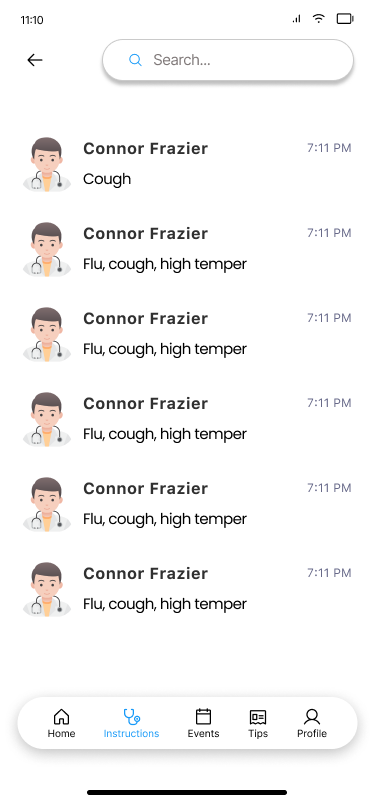 11:10
Search...
Connor Frazier 7:11 PM
Cough
Connor Frazier 7:11 PM
Flu, cough, high temper
Connor Frazier 7:11 PM
Flu, cough, high temper
Connor Frazier 7:11 PM
Flu, cough, high temper
Connor Frazier 7:11 PM
Flu, cough, high temper
Connor Frazier 7:11 PM
Flu, cough, high temper
Home Instructions Events Tips Profile